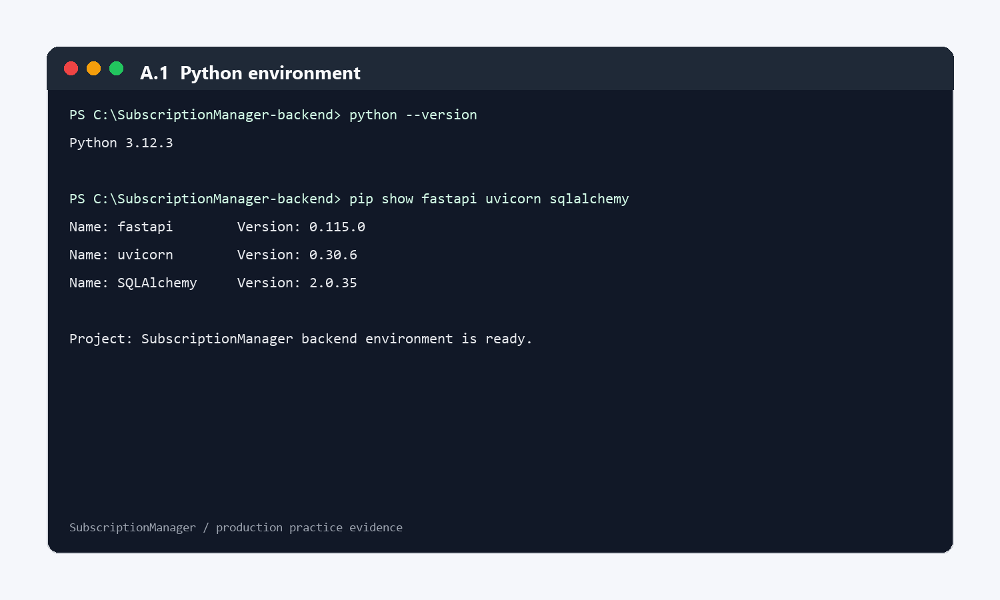 A.1  Python environment
PS C:\SubscriptionManager-backend> python --version
Python 3.12.3
PS C:\SubscriptionManager-backend> pip show fastapi uvicorn sqlalchemy
Name: fastapi        Version: 0.115.0
Name: uvicorn        Version: 0.30.6
Name: SQLAlchemy     Version: 2.0.35
Project: SubscriptionManager backend environment is ready.
SubscriptionManager / production practice evidence